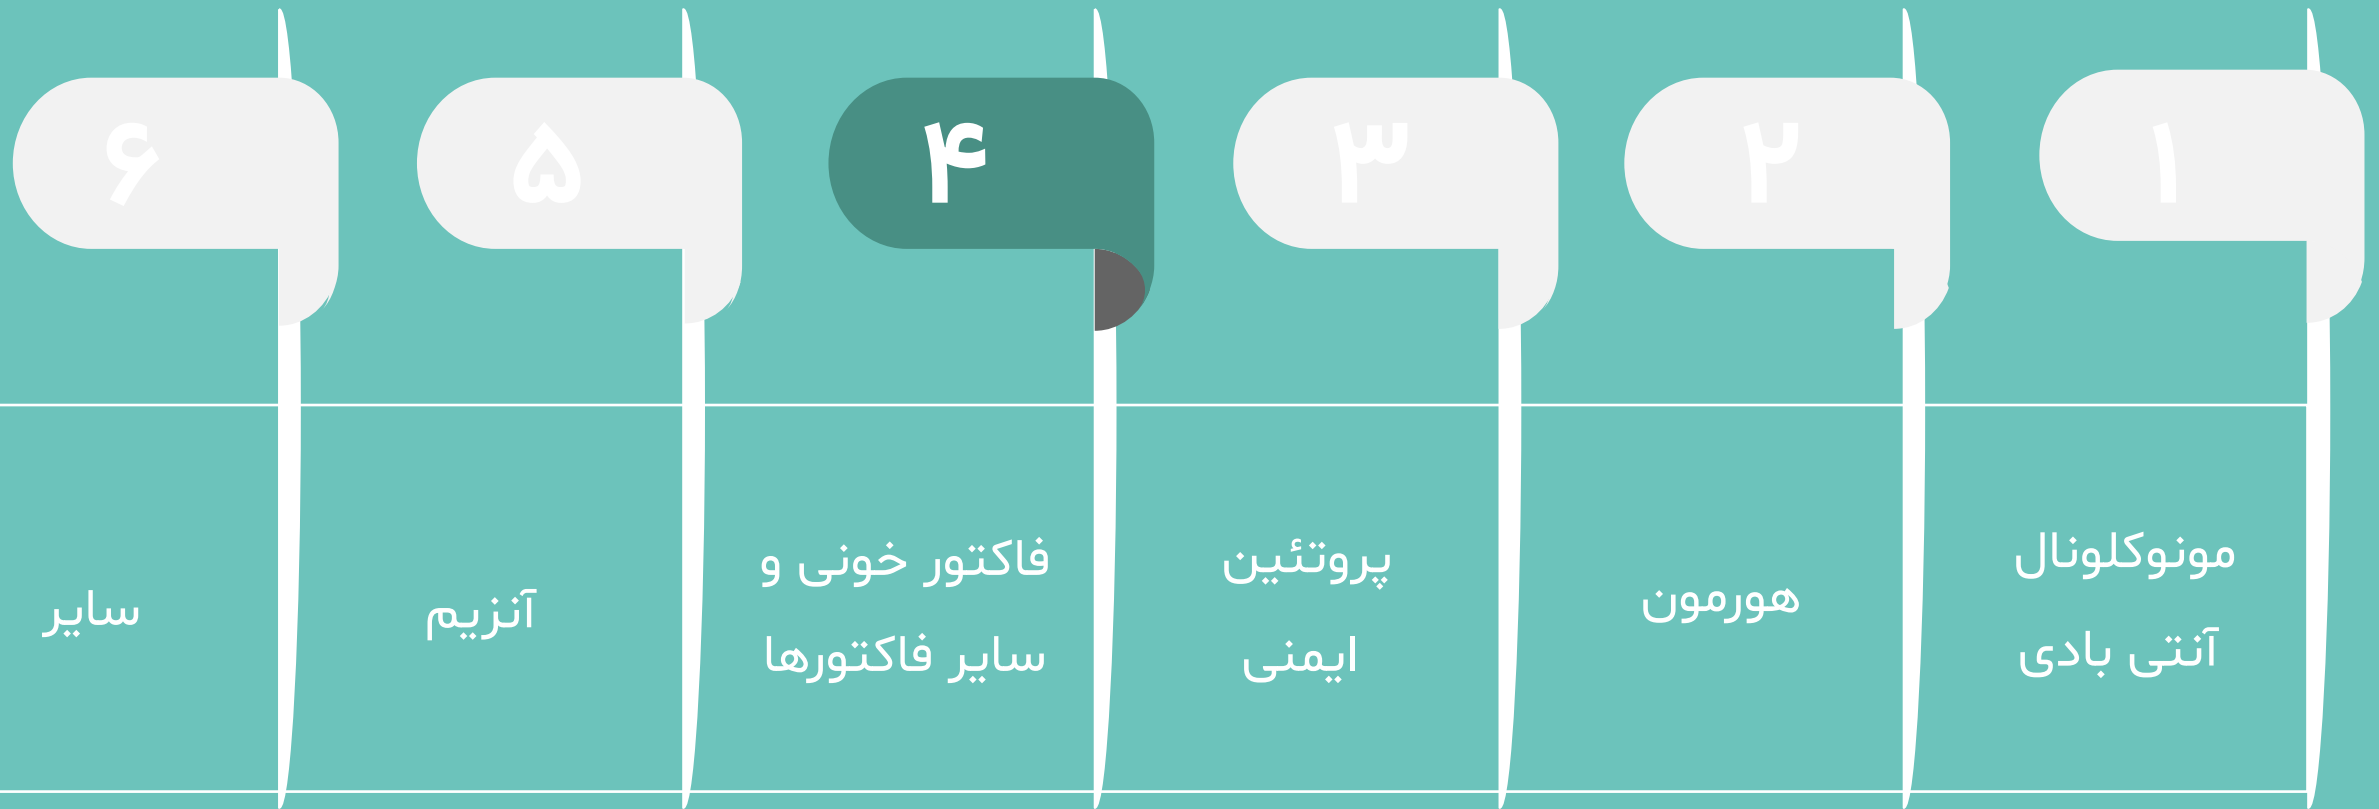 ۱
مونوکلونال
آنتی بادی
۲
هورمون
۳
پروتئین
ایمنی
۴
فاکتور خونی و
سایر فاکتورها
۵
آنزیم
۶
سایر